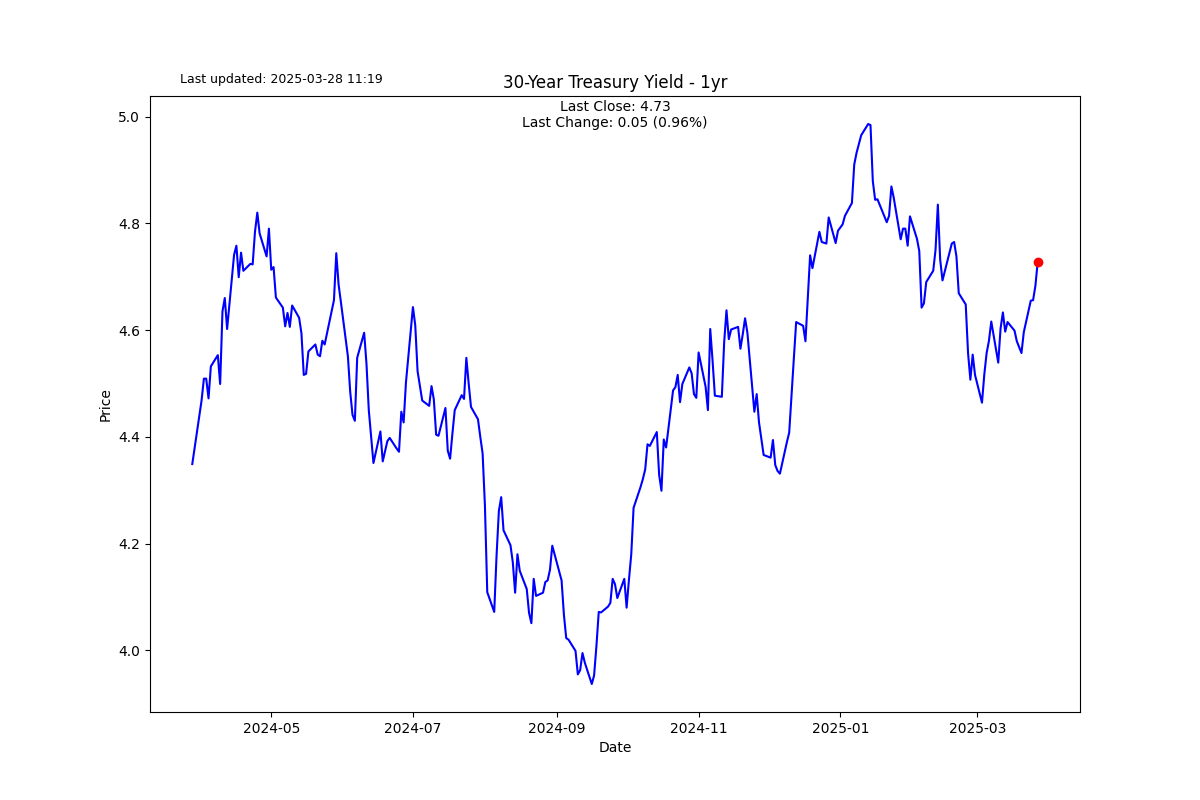 Last updated: 2025-03-28 11:19
30-Year Treasury Yield - 1yr
Last Close: 4.73
Last Change: 0.05 (0.96%)
5.0
4.8
4.6
4.4
4.2
4.0
Price
2024-05
2024-07
2024-09
2024-11
2025-01
2025-03
Date